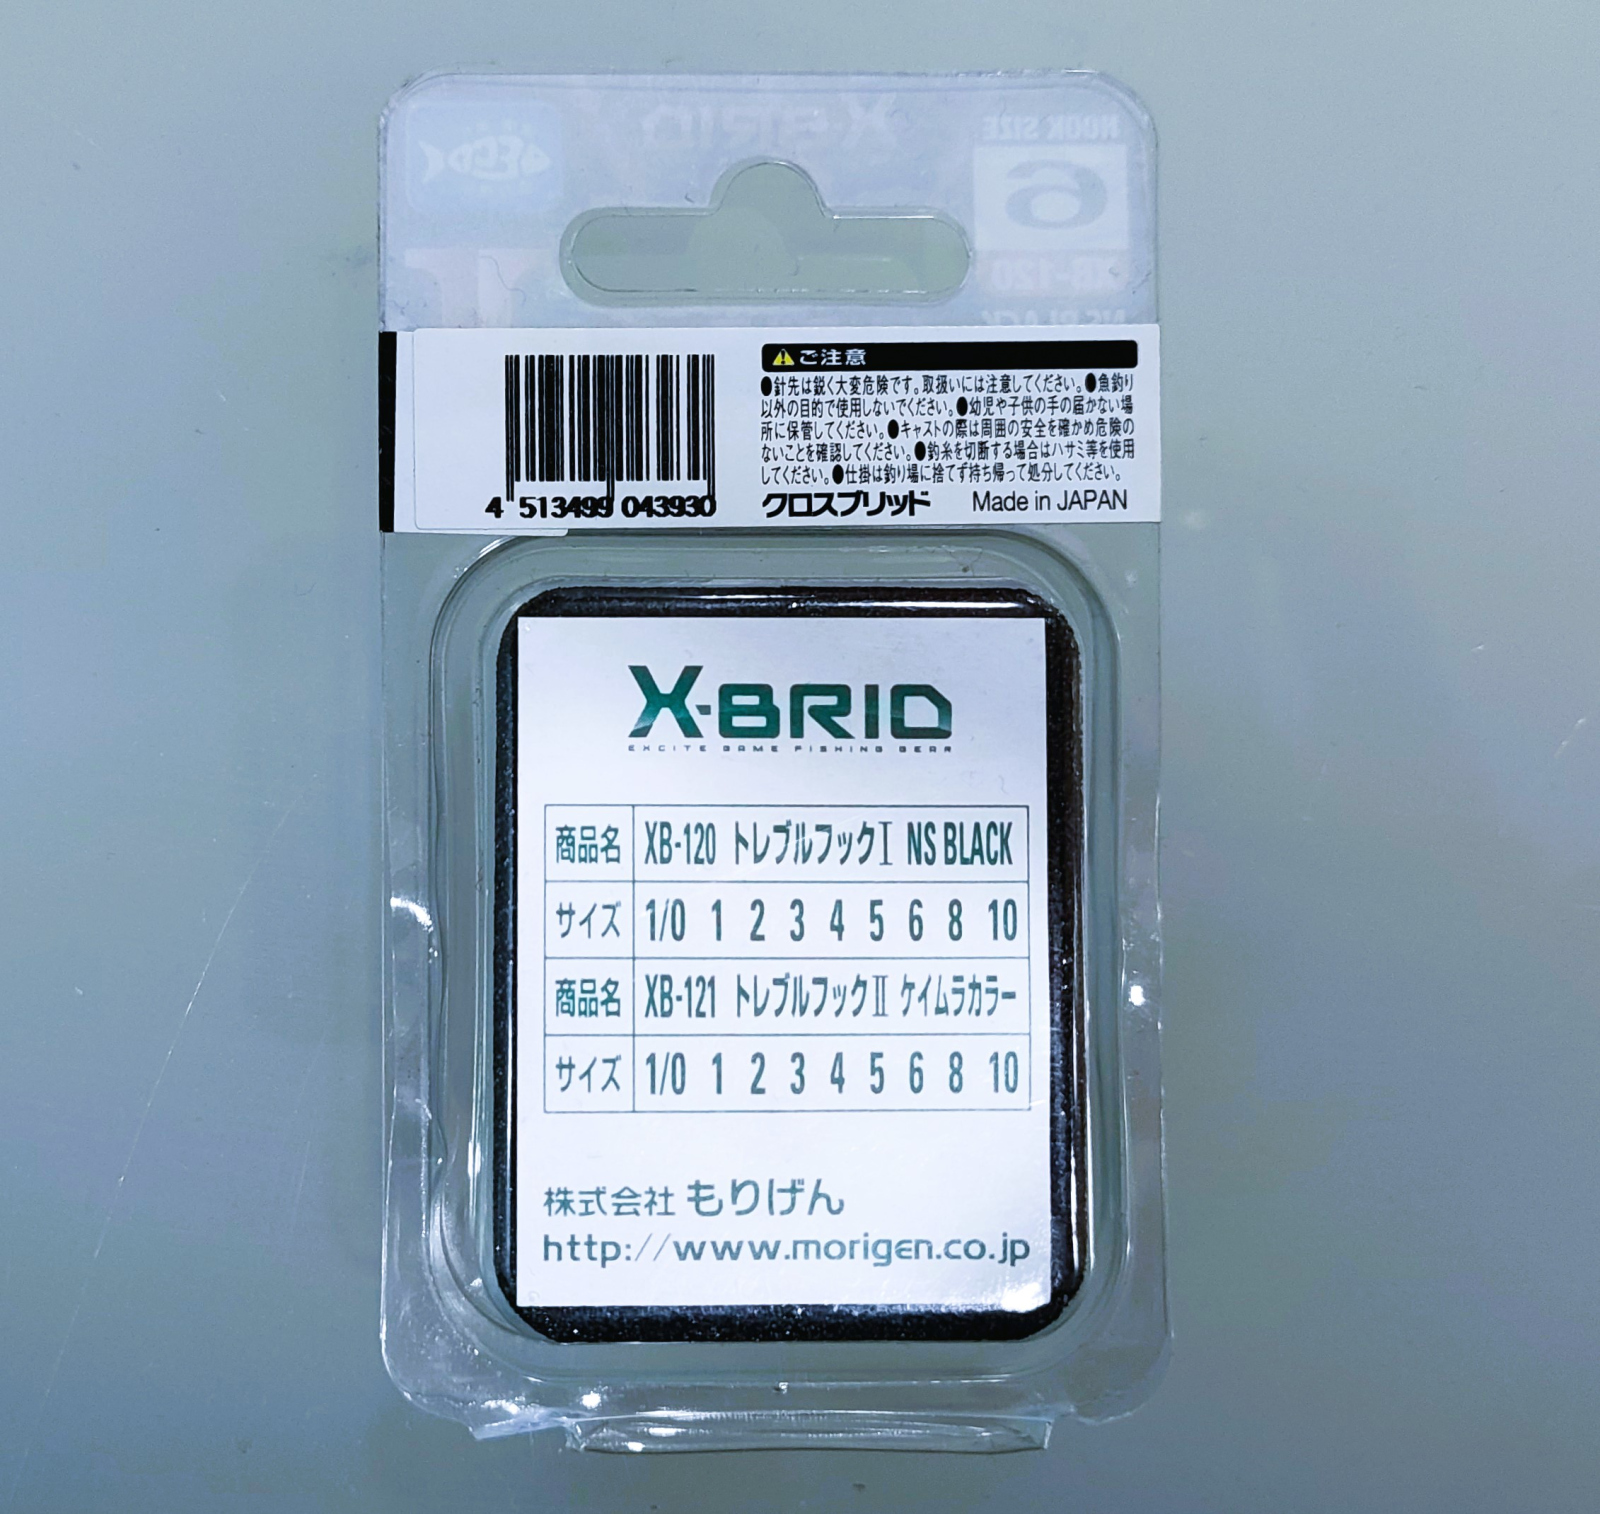 HOOK SIZE
6
XB-120
NS BLACK
X-BRID
ECO
II
⚠ご注意
●針先は鋭く大変危険です。取扱いには注意してください。●魚釣り
以外の目的で使用しないでください。●幼児や子供の手の届かない場
所に保管してください。●キャストの際は周囲の安全を確かめ危険の
ないことを確認してください。●釣糸を切断する場合はハサミ等を使用
してください。●仕掛は釣り場に捨てず持ち帰って処分してください。
4 513499 043930
クロスブリッド Made in JAPAN
X-BRID
EXCITE GAME FISHING GEAR
商品名 XB-120 トレブルフックⅠ NS BLACK
サイズ 1/0 1 2 3 4 5 6 8 10
商品名 XB-121 トレブルフックⅡ ケイムラカラー
サイズ 1/0 1 2 3 4 5 6 8 10
株式会社 もりげん
http://www.morigen.co.jp